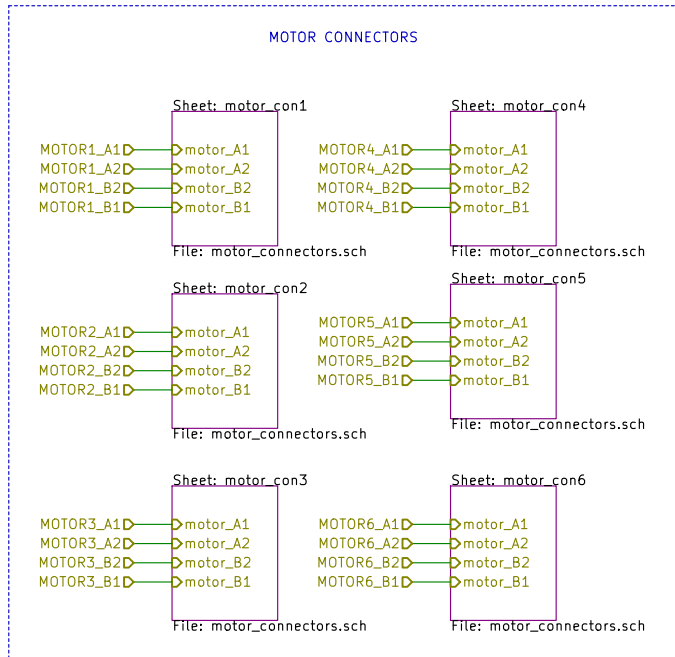 MOTOR CONNECTORS
Sheet: motor_con1
MOTOR1_A1 motor_A1
MOTOR1_A2 motor_A2
MOTOR1_B2 motor_B2
MOTOR1_B1 motor_B1
File: motor_connectors.sch
Sheet: motor_con2
MOTOR2_A1 motor_A1
MOTOR2_A2 motor_A2
MOTOR2_B2 motor_B2
MOTOR2_B1 motor_B1
File: motor_connectors.sch
Sheet: motor_con3
MOTOR3_A1 motor_A1
MOTOR3_A2 motor_A2
MOTOR3_B2 motor_B2
MOTOR3_B1 motor_B1
File: motor_connectors.sch
Sheet: motor_con4
MOTOR4_A1 motor_A1
MOTOR4_A2 motor_A2
MOTOR4_B2 motor_B2
MOTOR4_B1 motor_B1
File: motor_connectors.sch
Sheet: motor_con5
MOTOR5_A1 motor_A1
MOTOR5_A2 motor_A2
MOTOR5_B2 motor_B2
MOTOR5_B1 motor_B1
File: motor_connectors.sch
Sheet: motor_con6
MOTOR6_A1 motor_A1
MOTOR6_A2 motor_A2
MOTOR6_B2 motor_B2
MOTOR6_B1 motor_B1
File: motor_connectors.sch